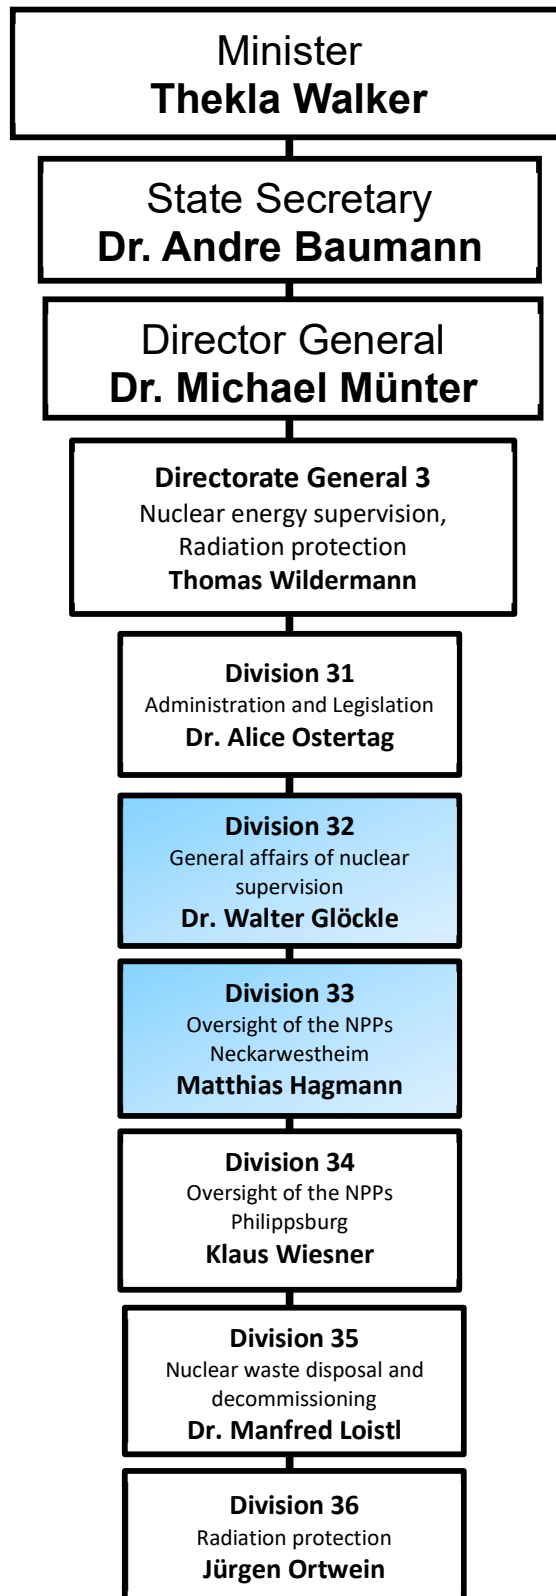 Minister
Thekla Walker
State Secretary
Dr. Andre Baumann
Director General
Dr. Michael Münter
Directorate General 3
Nuclear energy supervision,
Radiation protection
Thomas Wildermann
Division 31
Administration and Legislation
Dr. Alice Ostertag
Division 32
General affairs of nuclear
supervision
Dr. Walter Glöckle
Division 33
Oversight of the NPPs
Neckarwestheim
Matthias Hagmann
Division 34
Oversight of the NPPs
Philippsburg
Klaus Wiesner
Division 35
Nuclear waste disposal and
decommissioning
Dr. Manfred Loistl
Division 36
Radiation protection
Jürgen Ortwein